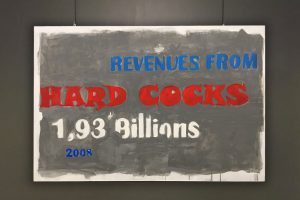 REVENUES FROM
HARD COCKS
1,93 Billions
2008